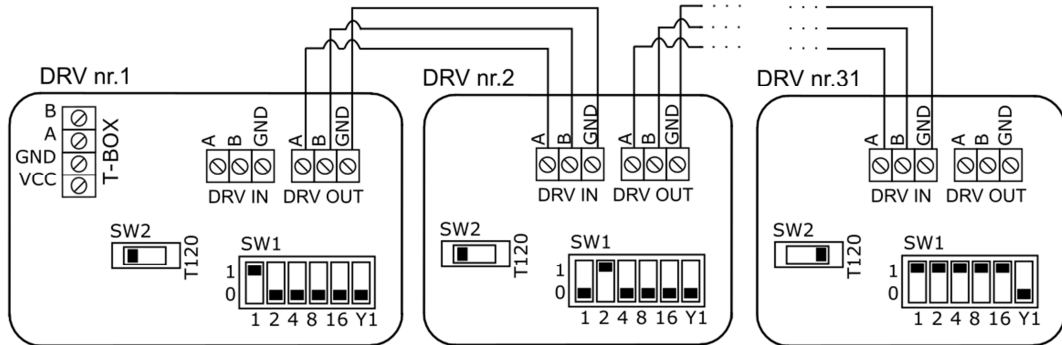 DRV nr.1
B
A
GND
VCC
T-BOX
A B GND
A B GND
DRV IN
DRV OUT
SW2
T120
SW1
1
0
1 2 4 8 16 Y1
DRV nr.2
A B GND
A B GND
DRV IN
DRV OUT
SW2
T120
SW1
1
0
1 2 4 8 16 Y1
DRV nr.31
A B GND
A B GND
DRV IN
DRV OUT
SW2
T120
SW1
1
0
1 2 4 8 16 Y1